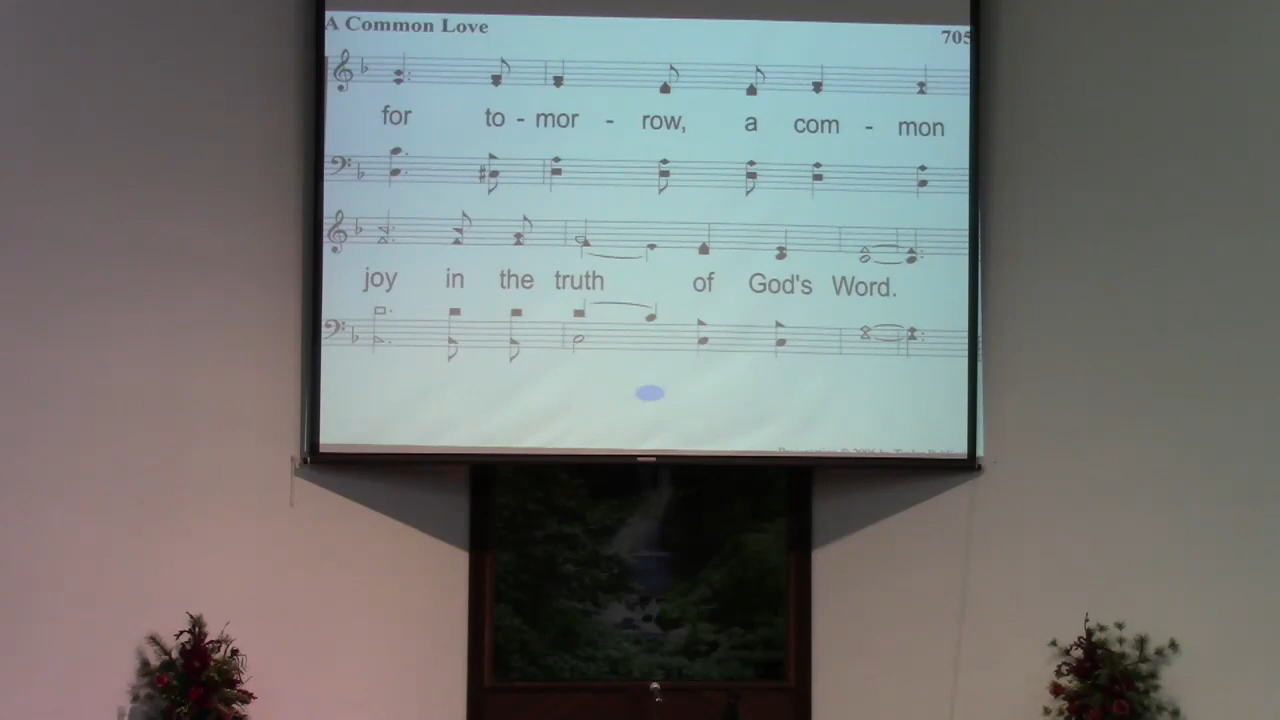 A Common Love
705
for to - mor - row, a com - mon
joy in the truth of God's Word.